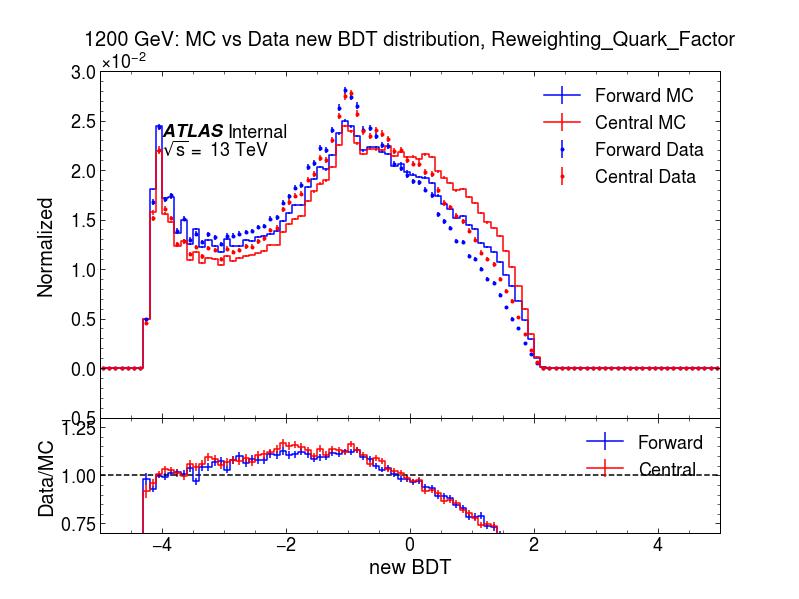 1200 GeV: MC vs Data new BDT distribution, Reweighting_Quark_Factor
×10⁻²
3.0
2.5
2.0
1.5
1.0
0.5
0.0
0.5
Normalized
ATLAS Internal
√s = 13 TeV
Forward MC
Central MC
Forward Data
Central Data
1.25
1.00
0.75
Data/MC
Forward
Central
−4 −2 0 2 4
new BDT